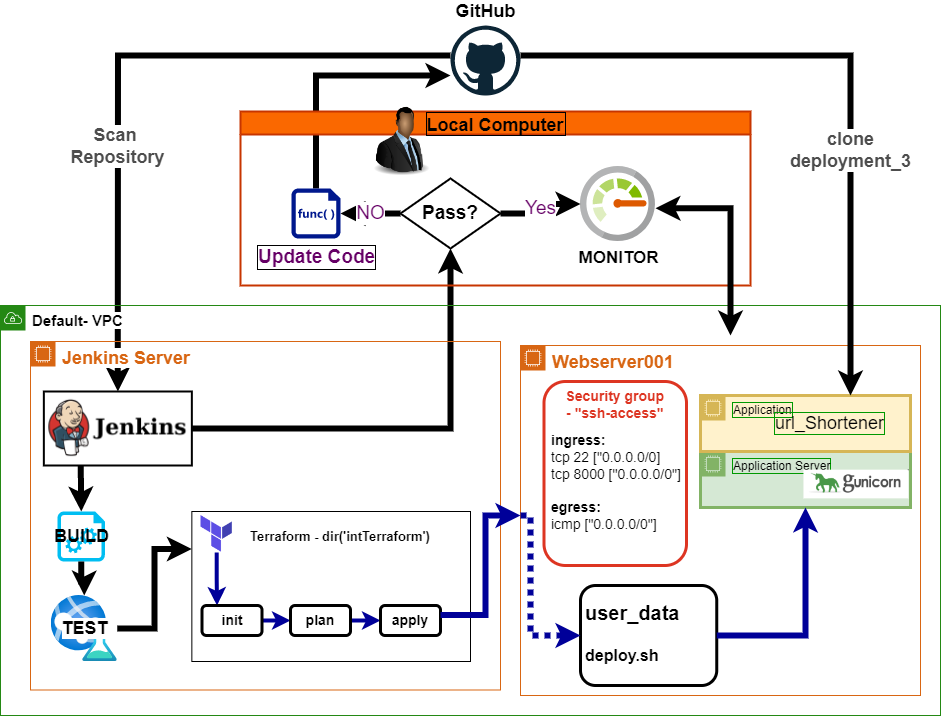 GitHub
Scan
Repository
clone
deployment_3
Local Computer
func( )
NO
Pass?
Yes
Update Code
MONITOR
Default- VPC
Jenkins Server
Jenkins
BUILD
TEST
Terraform - dir('intTerraform')
init
plan
apply
Webserver001
Security group
- "ssh-access"
ingress:
tcp 22 ["0.0.0.0/0]
tcp 8000 ["0.0.0.0/0"]
egress:
icmp ["0.0.0.0/0"]
Application
url_Shortener
Application Server
gunicorn
user_data
deploy.sh